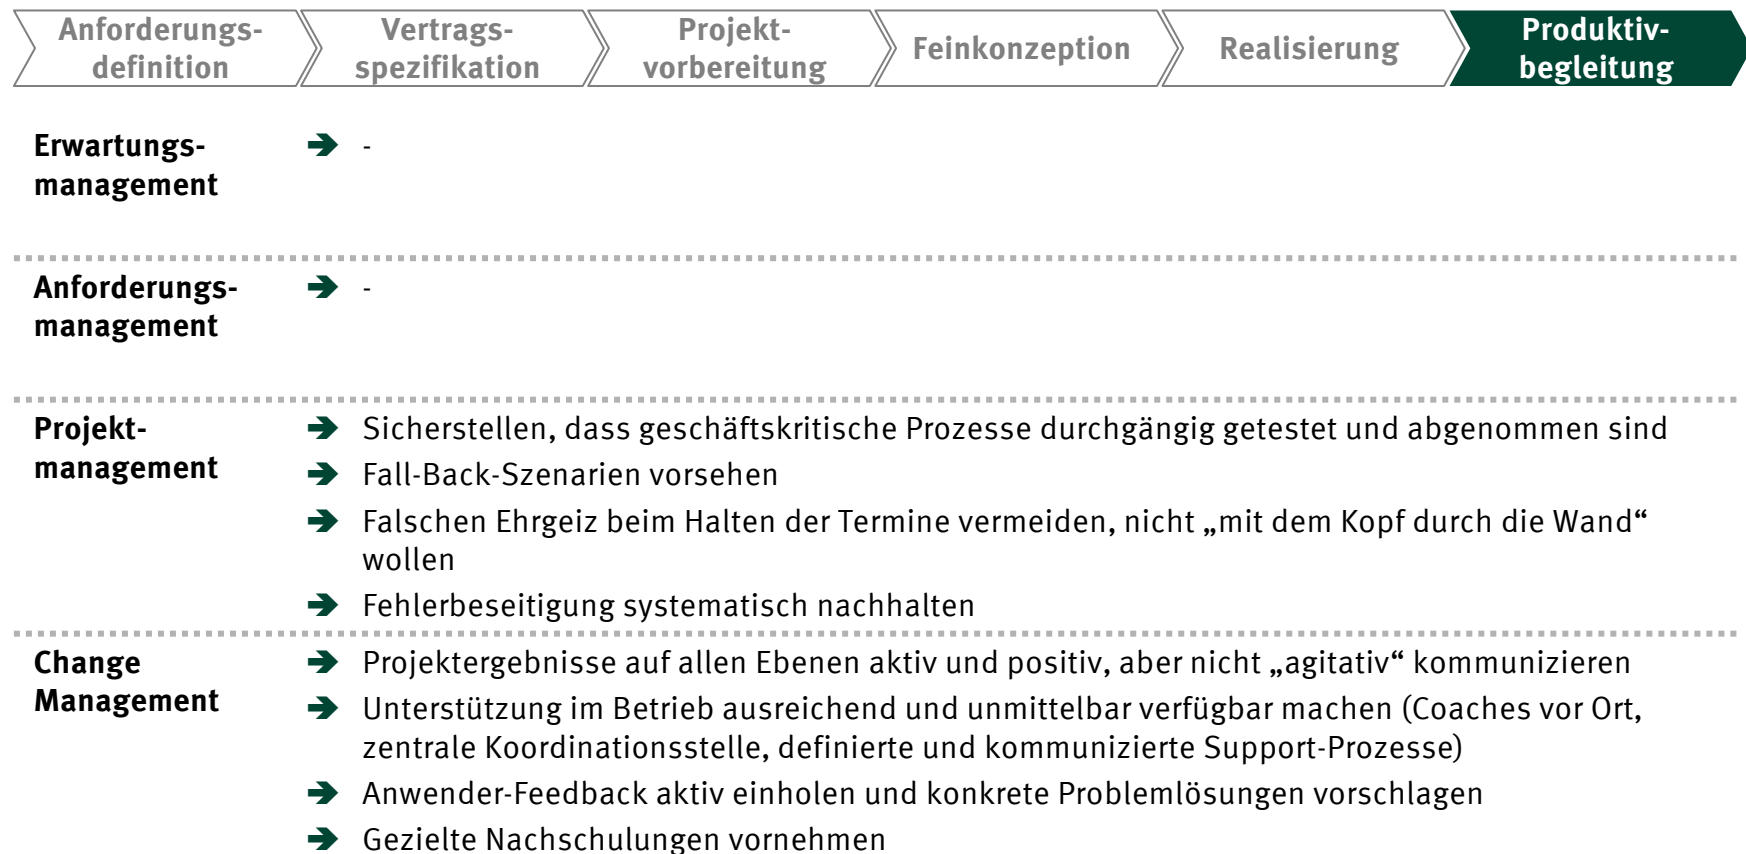 Anforderungs-
definition
Vertrags-
spezifikation
Projekt-
vorbereitung
Feinkonzeption
Realisierung
Produktiv-
begleitung
Erwartungs-
management
-
Anforderungs-
management
-
Projekt-
management
Sicherstellen, dass geschäftskritische Prozesse durchgängig getestet und abgenommen sind
Fall-Back-Szenarien vorsehen
Falschen Ehrgeiz beim Halten der Termine vermeiden, nicht „mit dem Kopf durch die Wand“
wollen
Fehlerbeseitigung systematisch nachhalten
Change
Management
Projektergebnisse auf allen Ebenen aktiv und positiv, aber nicht „agitativ“ kommunizieren
Unterstützung im Betrieb ausreichend und unmittelbar verfügbar machen (Coaches vor Ort,
zentrale Koordinationsstelle, definierte und kommunizierte Support-Prozesse)
Anwender-Feedback aktiv einholen und konkrete Problemlösungen vorschlagen
Gezielte Nachschulungen vornehmen